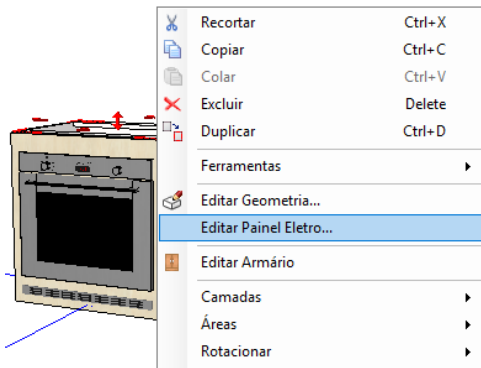 Recortar Ctrl+X
Copiar Ctrl+C
Colar Ctrl+V
Excluir Delete
Duplicar Ctrl+D
Ferramentas
Editar Geometria...
Editar Painel Eletro...
Editar Armário
Camadas
Áreas
Rotacionar